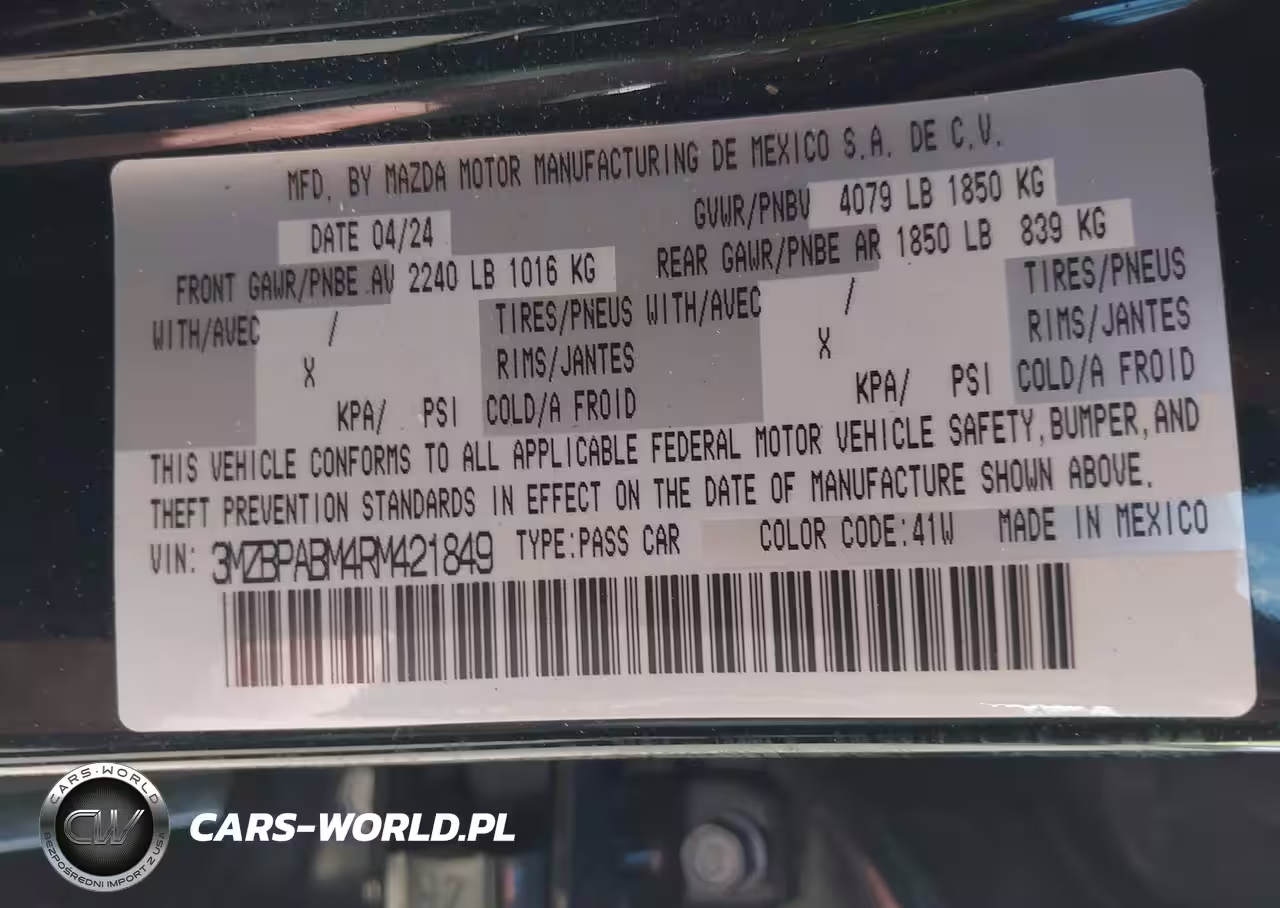 MFD. BY MAZDA MOTOR MANUFACTURING DE MEXICO S.A. DE C.V.
DATE 04/24 GVWR/PNBV 4079 LB 1850 KG
FRONT GAWR/PNBE AV 2240 LB 1016 KG REAR GAWR/PNBE AR 1850 LB 839 KG
WITH/AVEC / TIRES/PNEUS WITH/AVEC / TIRES/PNEUS
X RIMS/JANTES X RIMS/JANTES
KPA/ PSI COLD/A FROID KPA/ PSI COLD/A FROID
THIS VEHICLE CONFORMS TO ALL APPLICABLE FEDERAL MOTOR VEHICLE SAFETY, BUMPER, AND
THEFT PREVENTION STANDARDS IN EFFECT ON THE DATE OF MANUFACTURE SHOWN ABOVE.
VIN: 3MZBPABM4RM421849 TYPE:PASS CAR COLOR CODE:41W MADE IN MEXICO
CARS-WORLD
CW
BEZPOŚREDNI IMPORT Z USA
CARS-WORLD.PL